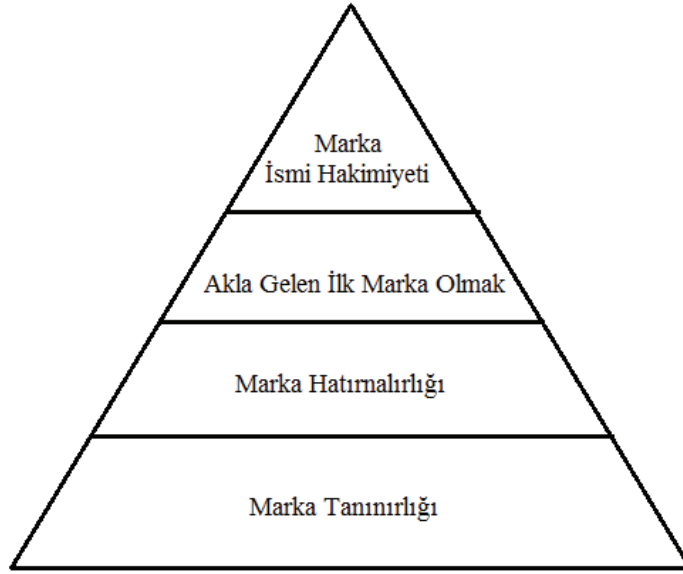 Marka
İsmi Hakimiyeti
Akla Gelen İlk Marka Olmak
Marka Hatırnalırlığı
Marka Tanınırlığı